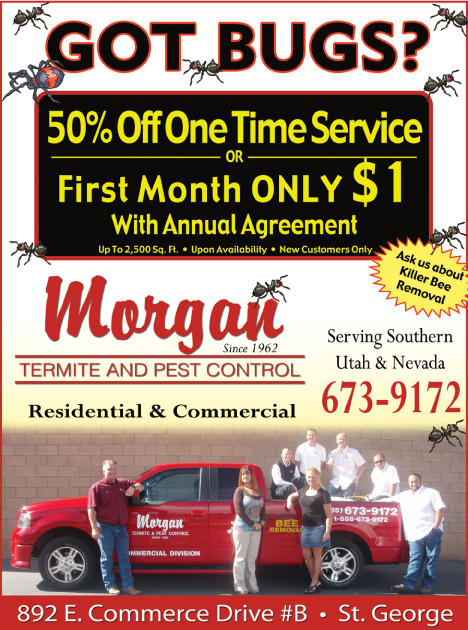 GOT BUGS?
50% Off One Time Service
OR
First Month ONLY $1
With Annual Agreement
Up To 2,500 Sq. Ft. • Upon Availability • New Customers Only
Ask us about
Killer Bee
Removal
Morgan
Since 1962
TERMITE AND PEST CONTROL
Residential & Commercial
Serving Southern
Utah & Nevada
673-9172
Morgan
TERMITE & PEST CONTROL
COMMERCIAL DIVISION
BEE
REMOVAL
673-9172
1-888-673-9172
892 E. Commerce Drive #B • St. George